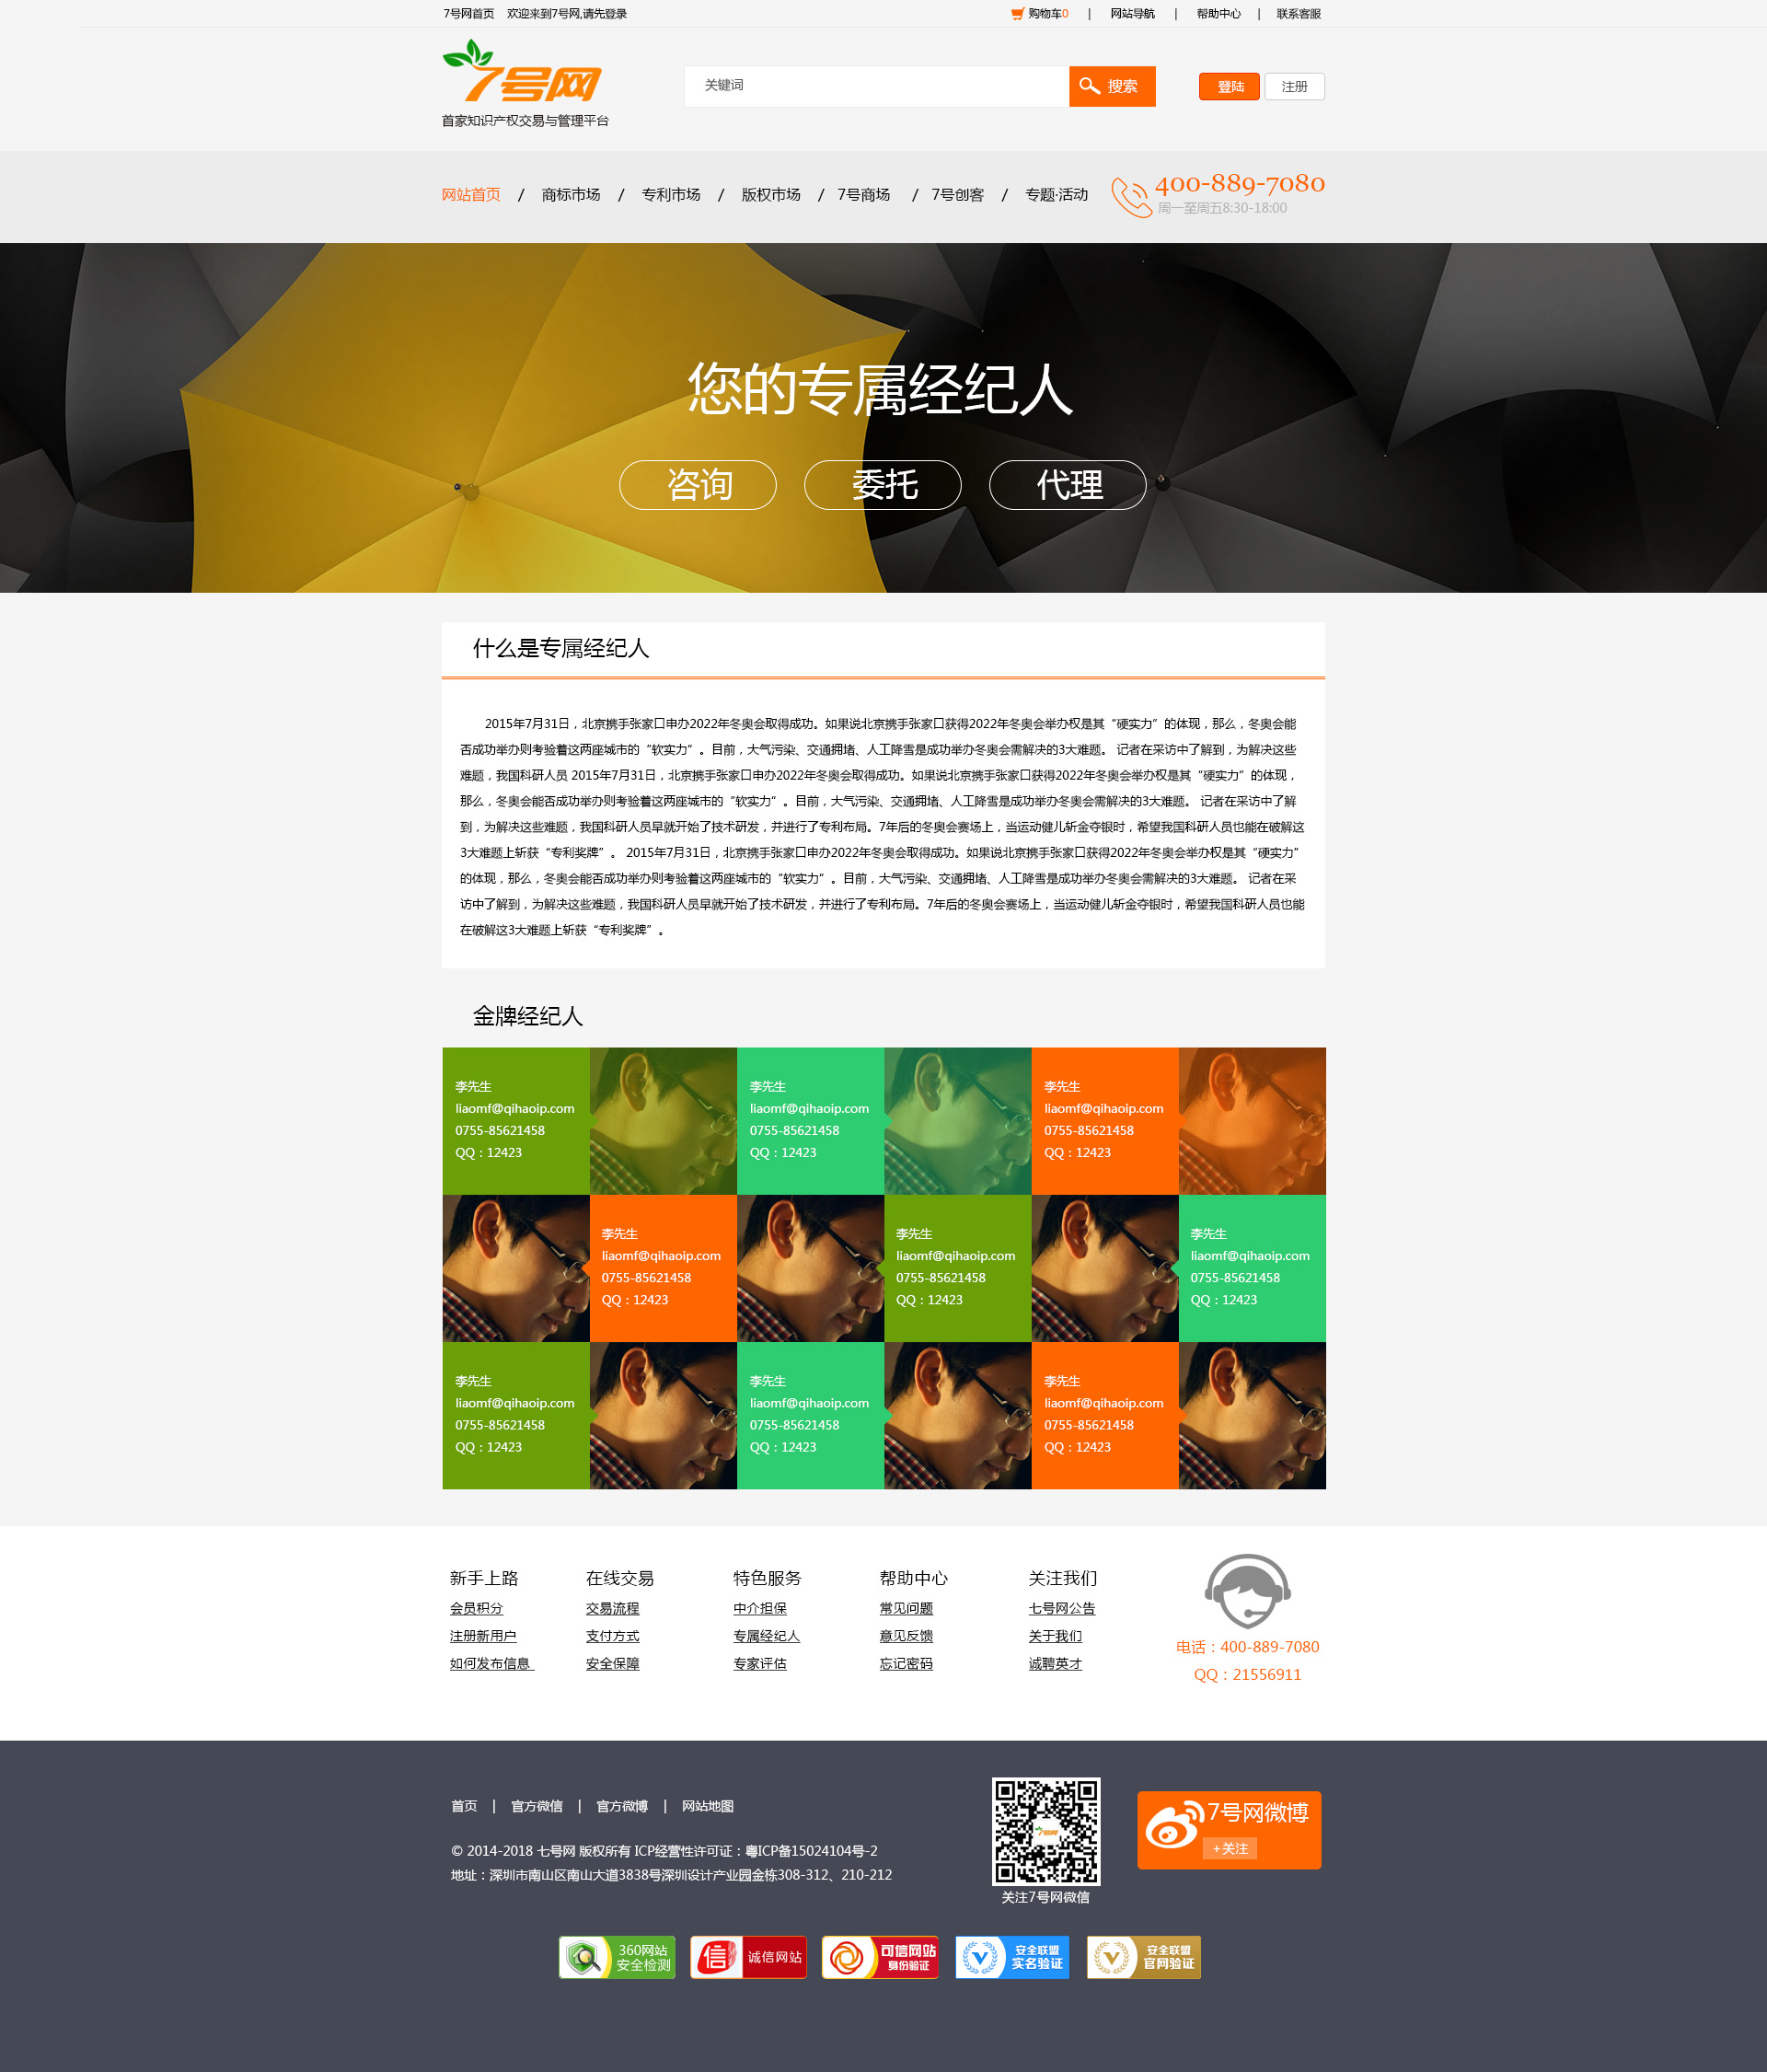 7号网首页 欢迎来到7号网,请先登录 购物车0 | 网站导航 | 帮助中心 | 联系客服
7号网
首家知识产权交易与管理平台
关键词 搜索 登陆 注册
网站首页 / 商标市场 / 专利市场 / 版权市场 / 7号商场 / 7号创客 / 专题·活动
400-889-7080
周一至周五8:30-18:00
您的专属经纪人
咨询 委托 代理
什么是专属经纪人
2015年7月31日，北京携手张家口申办2022年冬奥会取得成功。如果说北京携手张家口获得2022年冬奥会举办权是其“硬实力”的体现，那么，冬奥会能
否成功举办则考验着这两座城市的“软实力“。目前，大气污染、交通拥堵、人工降雪是成功举办冬奥会需解决的3大难题。 记者在采访中了解到，为解决这些
难题，我国科研人员 2015年7月31日，北京携手张家口申办2022年冬奥会取得成功。如果说北京携手张家口获得2022年冬奥会举办权是其“硬实力”的体现，
那么，冬奥会能否成功举办则考验着这两座城市的“软实力“。目前，大气污染、交通拥堵、人工降雪是成功举办冬奥会需解决的3大难题。 记者在采访中了解
到，为解决这些难题，我国科研人员早就开始了技术研发，并进行了专利布局。7年后的冬奥会赛场上，当运动健儿斩金夺银时，希望我国科研人员也能在破解这
3大难题上斩获“专利奖牌”。 2015年7月31日，北京携手张家口申办2022年冬奥会取得成功。如果说北京携手张家口获得2022年冬奥会举办权是其“硬实力”
的体现，那么，冬奥会能否成功举办则考验着这两座城市的“软实力“。目前，大气污染、交通拥堵、人工降雪是成功举办冬奥会需解决的3大难题。 记者在采
访中了解到，为解决这些难题，我国科研人员早就开始了技术研发，并进行了专利布局。7年后的冬奥会赛场上，当运动健儿斩金夺银时，希望我国科研人员也能
在破解这3大难题上斩获“专利奖牌”。
金牌经纪人
李先生
liaomf@qihaoip.com
0755-85621458
QQ：12423
李先生
liaomf@qihaoip.com
0755-85621458
QQ：12423
李先生
liaomf@qihaoip.com
0755-85621458
QQ：12423
李先生
liaomf@qihaoip.com
0755-85621458
QQ：12423
李先生
liaomf@qihaoip.com
0755-85621458
QQ：12423
李先生
liaomf@qihaoip.com
0755-85621458
QQ：12423
李先生
liaomf@qihaoip.com
0755-85621458
QQ：12423
李先生
liaomf@qihaoip.com
0755-85621458
QQ：12423
李先生
liaomf@qihaoip.com
0755-85621458
QQ：12423
新手上路
会员积分
注册新用户
如何发布信息
在线交易
交易流程
支付方式
安全保障
特色服务
中介担保
专属经纪人
专家评估
帮助中心
常见问题
意见反馈
忘记密码
关注我们
七号网公告
关于我们
诚聘英才
电话：400-889-7080
QQ：21556911
首页 | 官方微信 | 官方微博 | 网站地图
© 2014-2018 七号网 版权所有 ICP经营性许可证：粤ICP备15024104号-2
地址：深圳市南山区南山大道3838号深圳设计产业园金栋308-312、210-212
7号网
关注7号网微信
7号网微博
+关注
360网站
安全检测
信 诚信网站
可信网站
身份验证
安全联盟
实名验证
安全联盟
官网验证